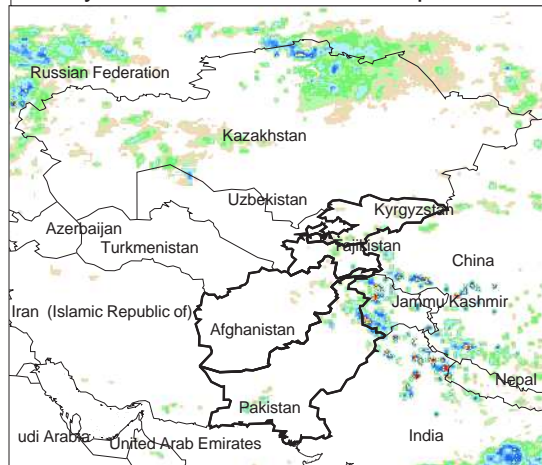 Russian Federation
Kazakhstan
Uzbekistan
Kyrgyzstan
Azerbaijan
Turkmenistan
Tajikistan
China
Iran (Islamic Republic of)
Jammu/Kashmir
Afghanistan
Nepal
Pakistan
udi Arabia
United Arab Emirates
India